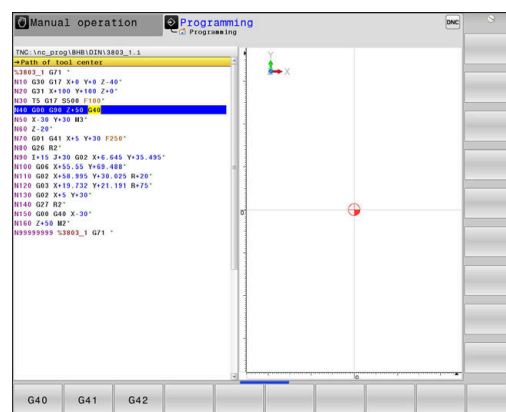 Manual operation
Programming
Programming
DNC
TNC:\nc_prog\BHB\DIN\3803_1.i
→Path of tool center
%3803_1 G71 *
N10 G30 G17 X+0 Y+0 Z-40*
N20 G31 X+100 Y+100 Z+0*
N30 T5 G17 S500 F100*
N40 G00 G90 Z+50 G40
N50 X-30 Y+30 M3*
N60 Z-20*
N70 G01 G41 X+5 Y+30 F250*
N80 G26 R2*
N90 I+15 J+30 G02 X+6.645 Y+35.495*
N100 G06 X+55.55 Y+69.488*
N110 G02 X+58.995 Y+30.025 R+20*
N120 G03 X+19.732 Y+21.191 R+75*
N130 G02 X+5 Y+30*
N140 G27 R2*
N150 G00 G40 X-30*
N160 Z+50 M2*
N99999999 %3803_1 G71 *
Y
X
0
0
G40 G41 G42